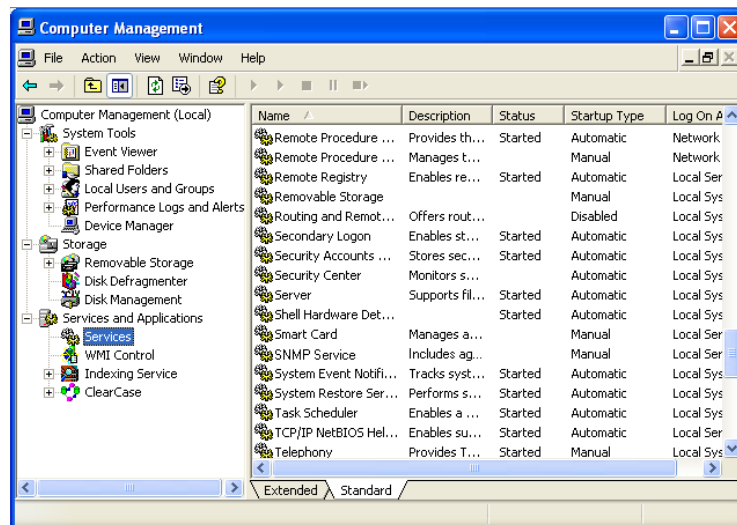 Computer Management
File Action View Window Help
Computer Management (Local)
System Tools
Event Viewer
Shared Folders
Local Users and Groups
Performance Logs and Alerts
Device Manager
Storage
Removable Storage
Disk Defragmenter
Disk Management
Services and Applications
Services
WMI Control
Indexing Service
ClearCase
Name Description Status Startup Type Log On A
Remote Procedure ... Provides th... Started Automatic Network
Remote Procedure ... Manages t... Manual Network
Remote Registry Enables re... Started Automatic Local Ser
Removable Storage Manual Local Sys
Routing and Remot... Offers rout... Disabled Local Sys
Secondary Logon Enables st... Started Automatic Local Sys
Security Accounts ... Stores sec... Started Automatic Local Sys
Security Center Monitors s... Automatic Local Sys
Server Supports fil... Started Automatic Local Sys
Shell Hardware Det... Started Automatic Local Sys
Smart Card Manages a... Manual Local Ser
SNMP Service Includes ag... Manual Local Ser
System Event Notifi... Tracks syst... Started Automatic Local Sys
System Restore Ser... Performs s... Started Automatic Local Sys
Task Scheduler Enables a ... Started Automatic Local Sys
TCP/IP NetBIOS Hel... Enables su... Started Automatic Local Ser
Telephony Provides T... Started Manual Local Sys
Extended Standard